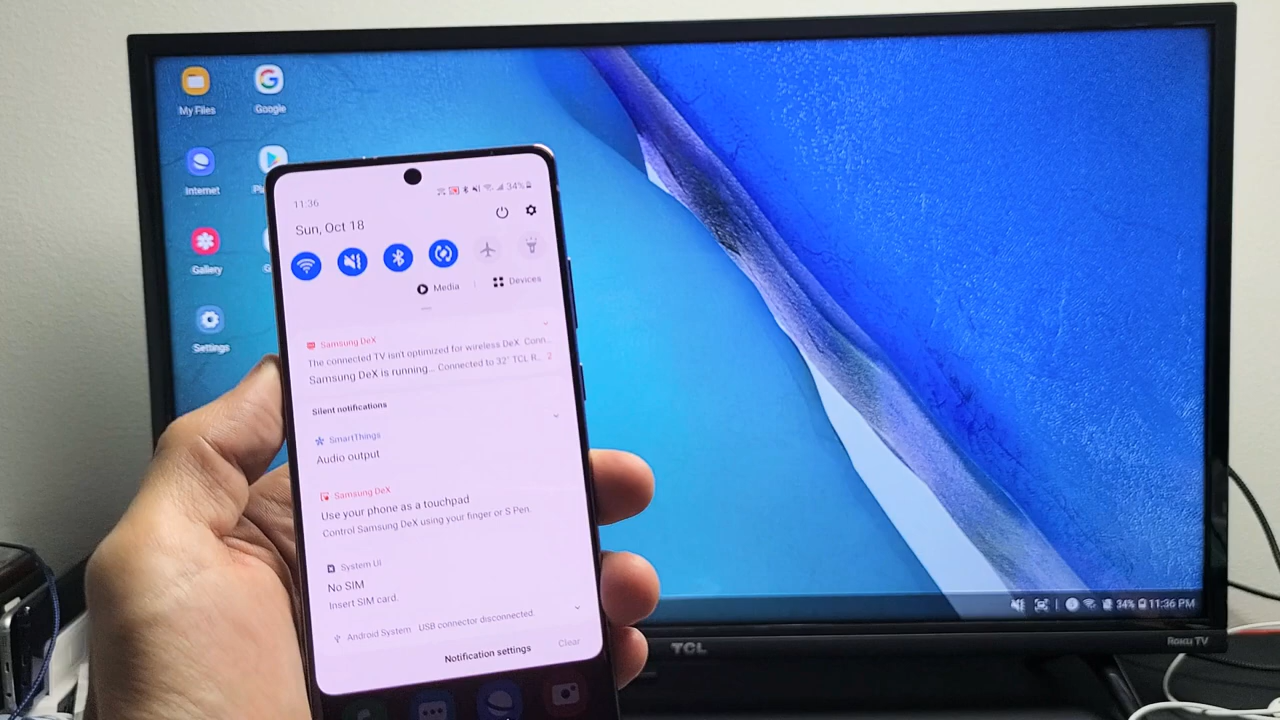 My Files
Google
Internet
Gallery
Settings
11:36
34%
Sun, Oct 18
Media
Devices
Samsung DeX
The connected TV isn't optimized for wireless DeX. Conn...
Samsung DeX is running... Connected to 32" TCL R... 2
Silent notifications
SmartThings
Audio output
Samsung DeX
Use your phone as a touchpad
Control Samsung DeX using your finger or S Pen.
System UI
No SIM
Insert SIM card.
Android System USB connector disconnected.
Notification settings
Clear
34% 11:36 PM
TCL
Roku TV